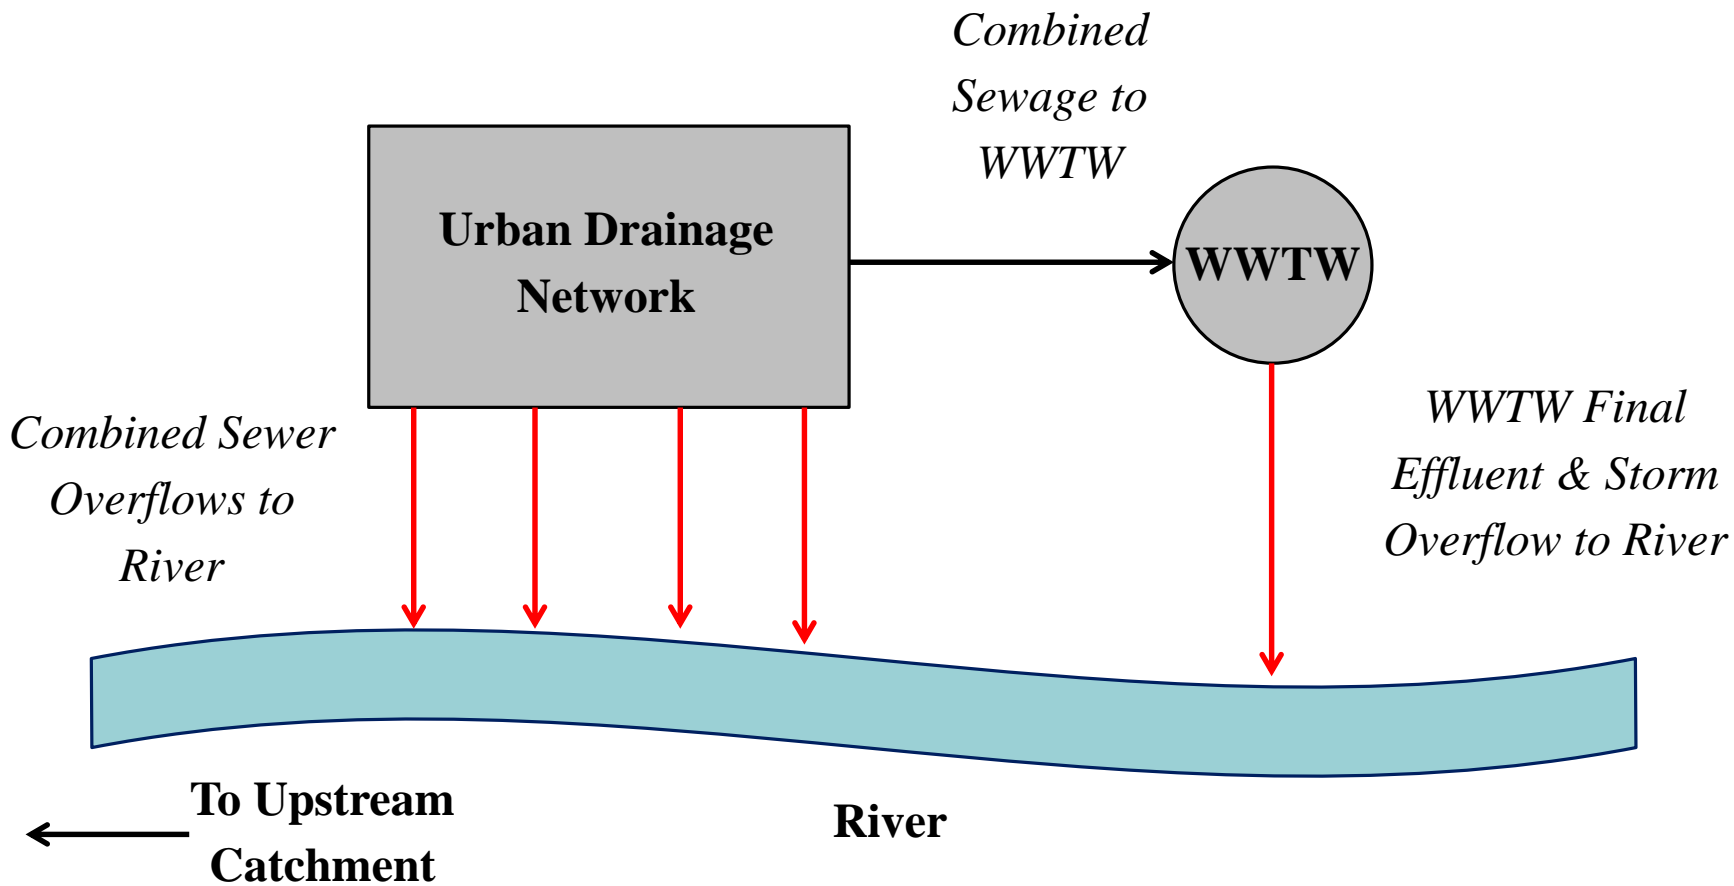 Combined
Sewage to
WWTW
Urban Drainage
Network
WWTW
Combined Sewer
Overflows to
River
WWTW Final
Effluent & Storm
Overflow to River
To Upstream
Catchment
River